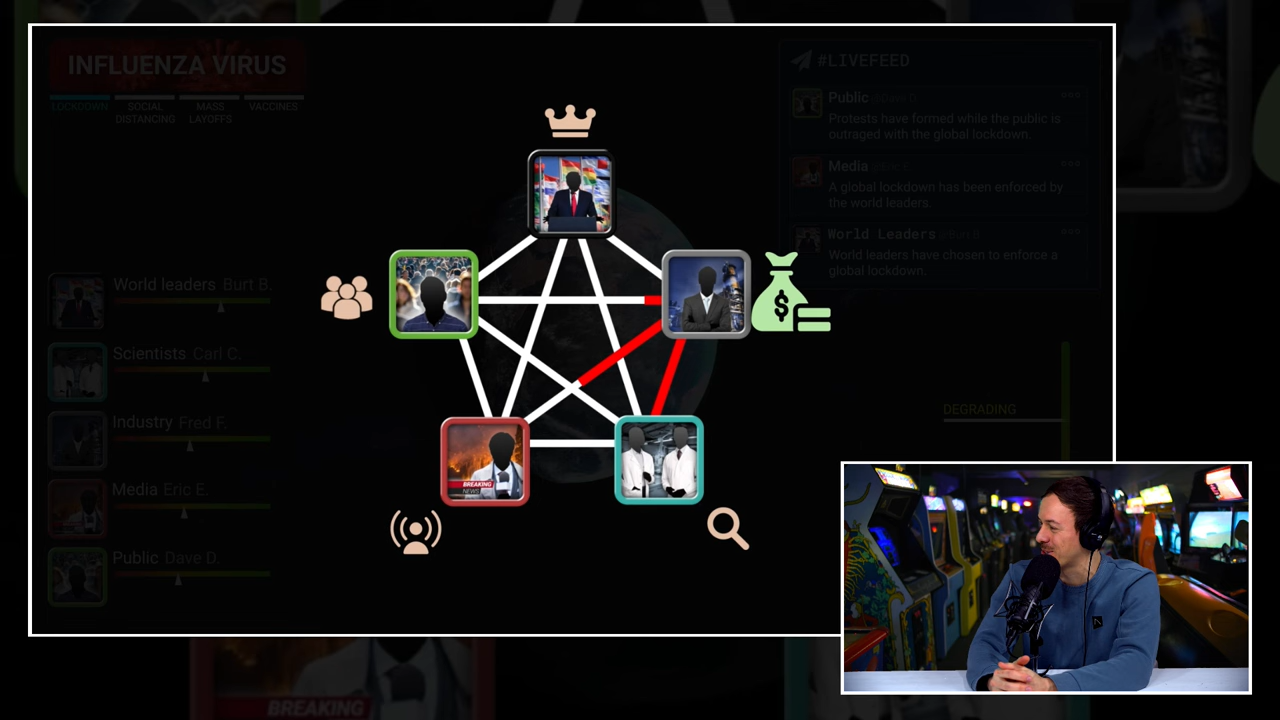 INFLUENZA VIRUS
LOCKDOWN
SOCIAL
DISTANCING
MASS
LAYOFFS
VACCINES
#LIVEFEED
Public
Protests have formed while the public is
outraged with the global lockdown.
Media
A global lockdown has been enforced by
the world leaders.
World Leaders
World leaders have chosen to enforce a
global lockdown.
World leaders Burt B.
Scientists Carl C.
Industry Fred F.
Media Eric E.
Public Dave D.
$
BREAKING
NEWS
DEGRADING
BREAKING